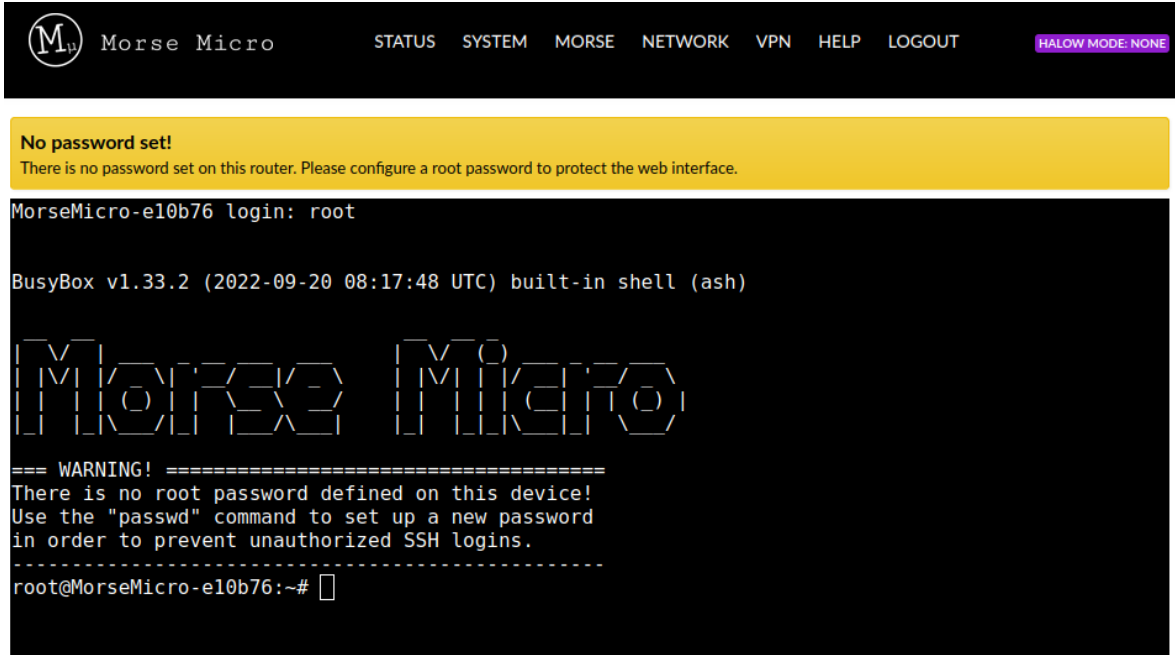 Mμ Morse Micro STATUS SYSTEM MORSE NETWORK VPN HELP LOGOUT HALOW MODE: NONE
No password set!
There is no password set on this router. Please configure a root password to protect the web interface.
MorseMicro-e10b76 login: root
BusyBox v1.33.2 (2022-09-20 08:17:48 UTC) built-in shell (ash)
Morse Micro
=== WARNING! =====================================
There is no root password defined on this device!
Use the "passwd" command to set up a new password
in order to prevent unauthorized SSH logins.
--------------------------------------------------
root@MorseMicro-e10b76:~#